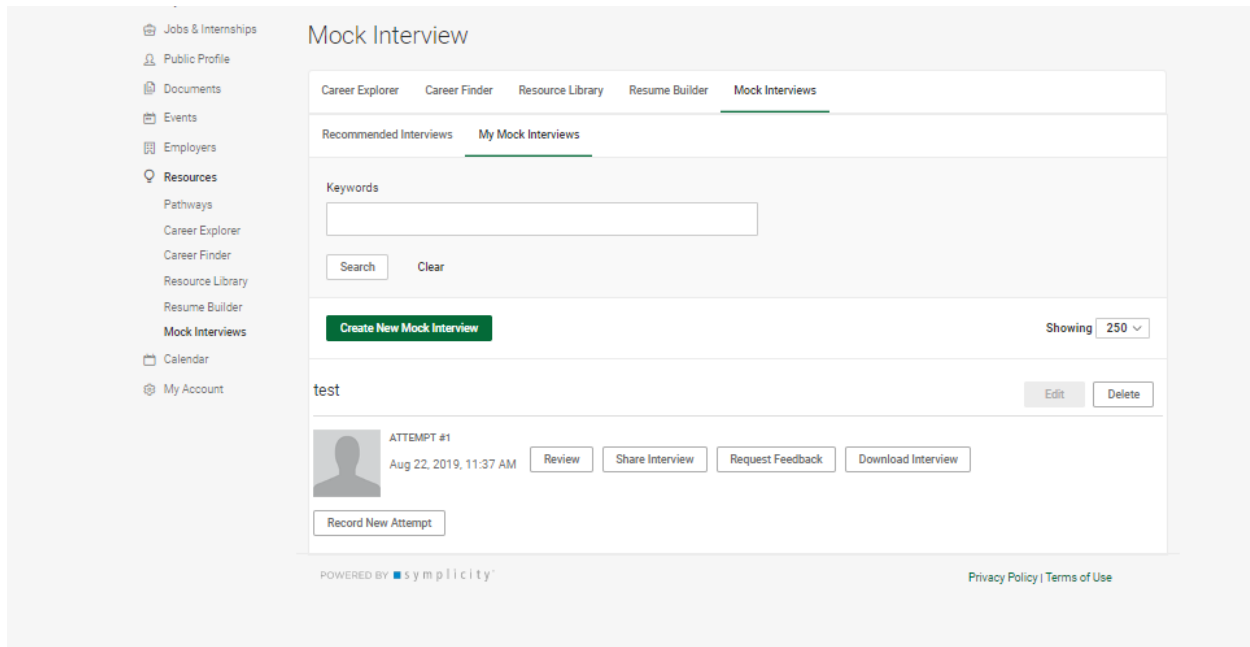 Jobs & Internships
Public Profile
Documents
Events
Employers
Resources
Pathways
Career Explorer
Career Finder
Resource Library
Resume Builder
Mock Interviews
Calendar
My Account
Mock Interview
Career Explorer Career Finder Resource Library Resume Builder Mock Interviews
Recommended Interviews My Mock Interviews
Keywords
Search Clear
Create New Mock Interview Showing 250
test Edit Delete
ATTEMPT #1
Aug 22, 2019, 11:37 AM Review Share Interview Request Feedback Download Interview
Record New Attempt
POWERED BY symplicity Privacy Policy | Terms of Use